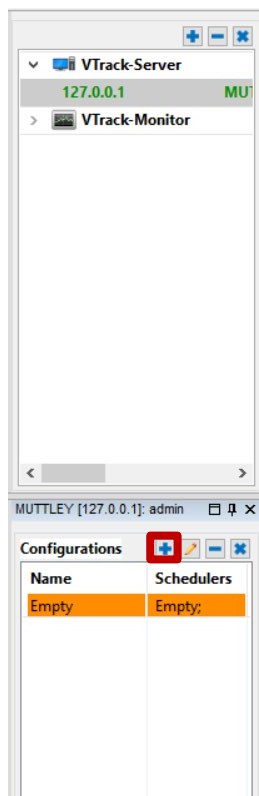 VTrack-Server
127.0.0.1 MUT
VTrack-Monitor
MUTTLEY [127.0.0.1]: admin
Configurations
Name Schedulers
Empty Empty;